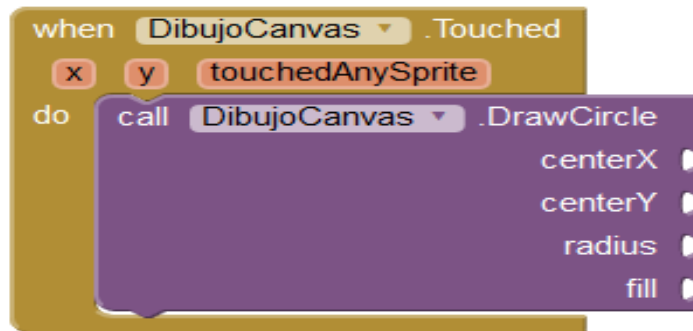 when DibujoCanvas .Touched
x y touchedAnySprite
do call DibujoCanvas .DrawCircle
centerX
centerY
radius
fill